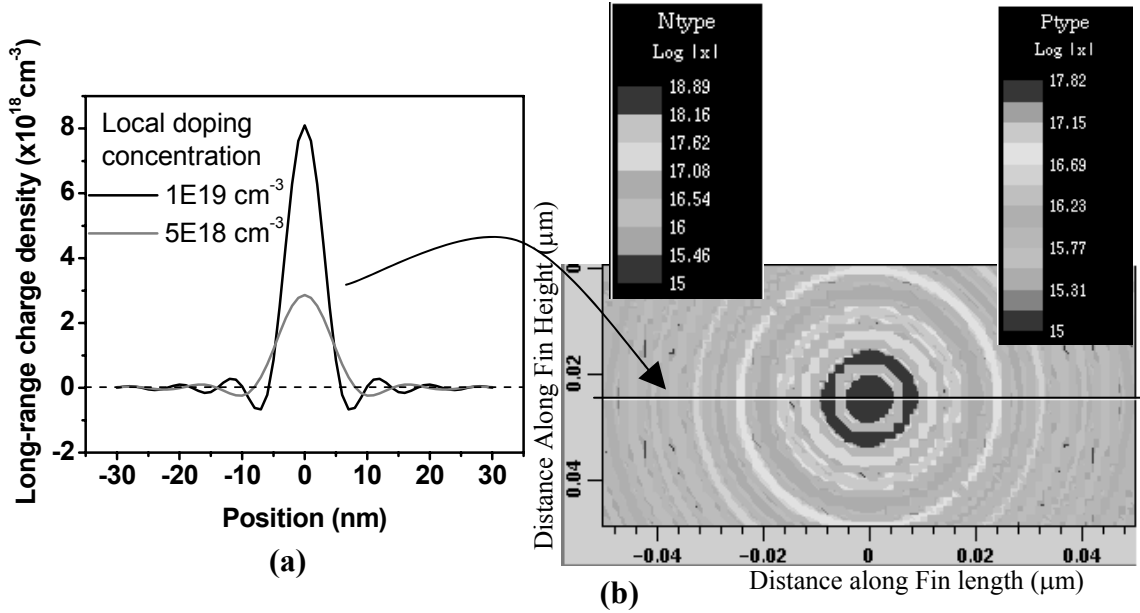 Long-range charge density (x10¹⁸cm⁻³)
8
6
4
2
0
-2
Local doping
concentration
1E19 cm⁻³
5E18 cm⁻³
-30 -20 -10 0 10 20 30
Position (nm)
(a)
Ntype
Log |x|
18.89
18.16
17.62
17.08
16.54
16
15.46
15
Ptype
Log |x|
17.82
17.15
16.69
16.23
15.77
15.31
15
Distance Along Fin Height (μm)
0
0.02
0.04
-0.04 -0.02 0 0.02 0.04
Distance along Fin length (μm)
(b)